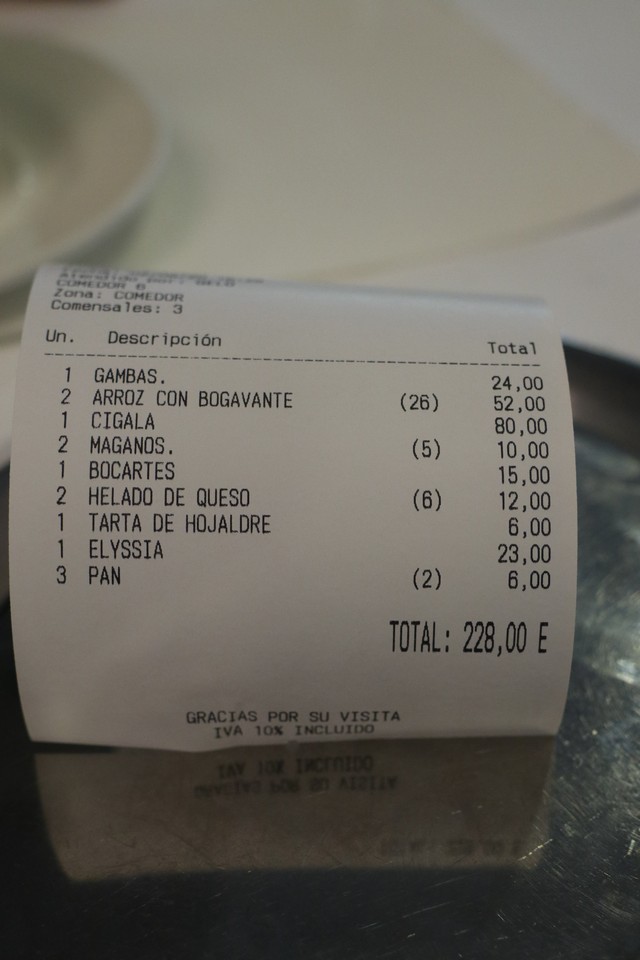 COMEDOR 6
Zona: COMEDOR
Comensales: 3
Un. Descripción Total
1 GAMBAS. 24,00
2 ARROZ CON BOGAVANTE (26) 52,00
1 CIGALA 80,00
2 MAGANOS. (5) 10,00
1 BOCARTES 15,00
2 HELADO DE QUESO (6) 12,00
1 TARTA DE HOJALDRE 6,00
1 ELYSSIA 23,00
3 PAN (2) 6,00
TOTAL: 228,00 E
GRACIAS POR SU VISITA
IVA 10% INCLUIDO